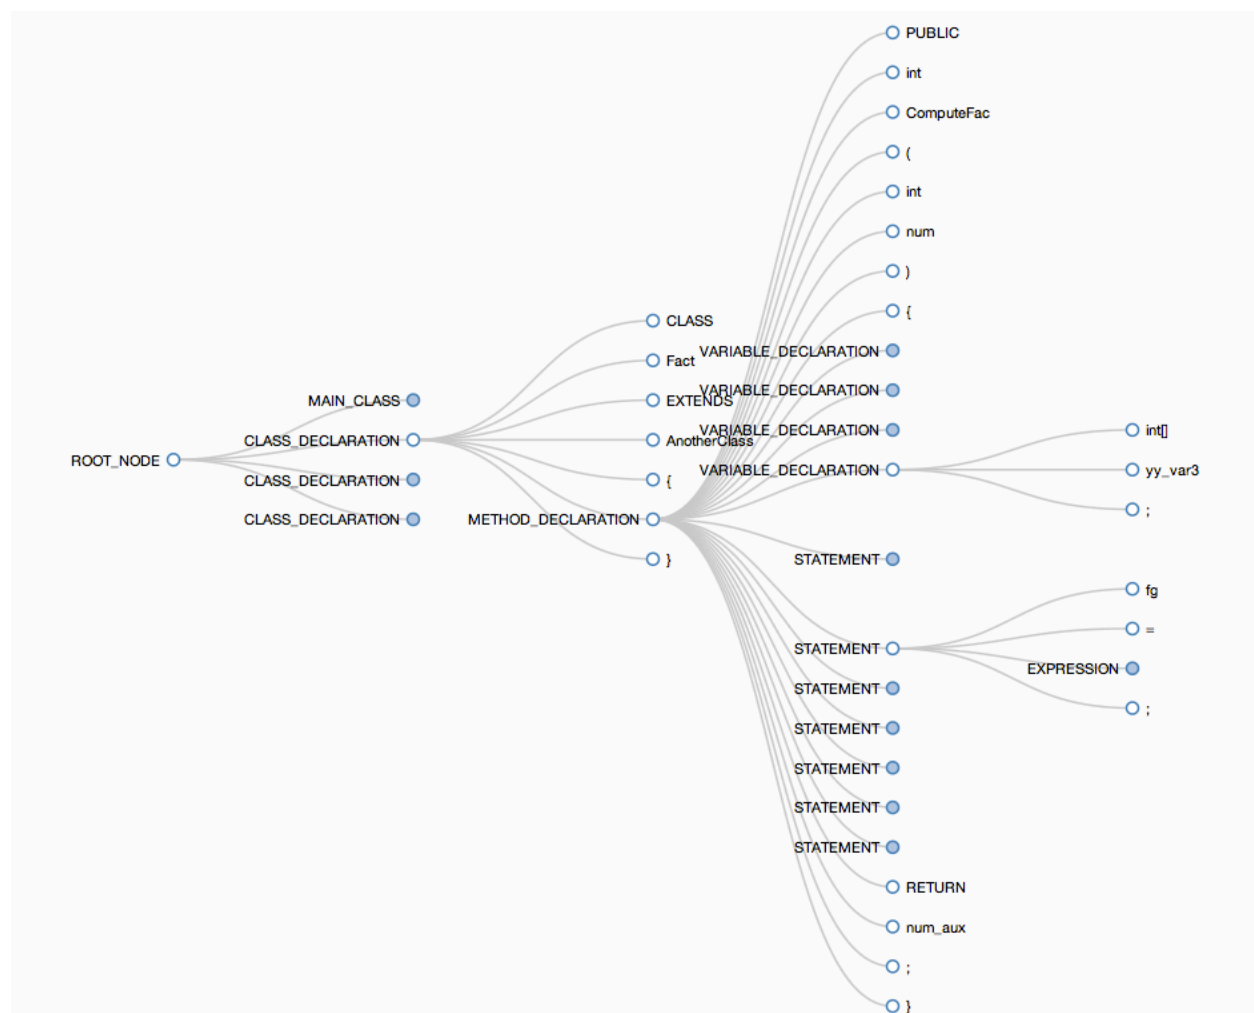 ROOT_NODE
MAIN_CLASS
CLASS_DECLARATION
CLASS_DECLARATION
CLASS_DECLARATION
CLASS
Fact
EXTENDS
AnotherClass
{
METHOD_DECLARATION
}
PUBLIC
int
ComputeFac
(
int
num
)
{
VARIABLE_DECLARATION
VARIABLE_DECLARATION
VARIABLE_DECLARATION
VARIABLE_DECLARATION
STATEMENT
STATEMENT
STATEMENT
STATEMENT
STATEMENT
STATEMENT
STATEMENT
RETURN
num_aux
;
}
int[]
yy_var3
;
fg
=
EXPRESSION
;